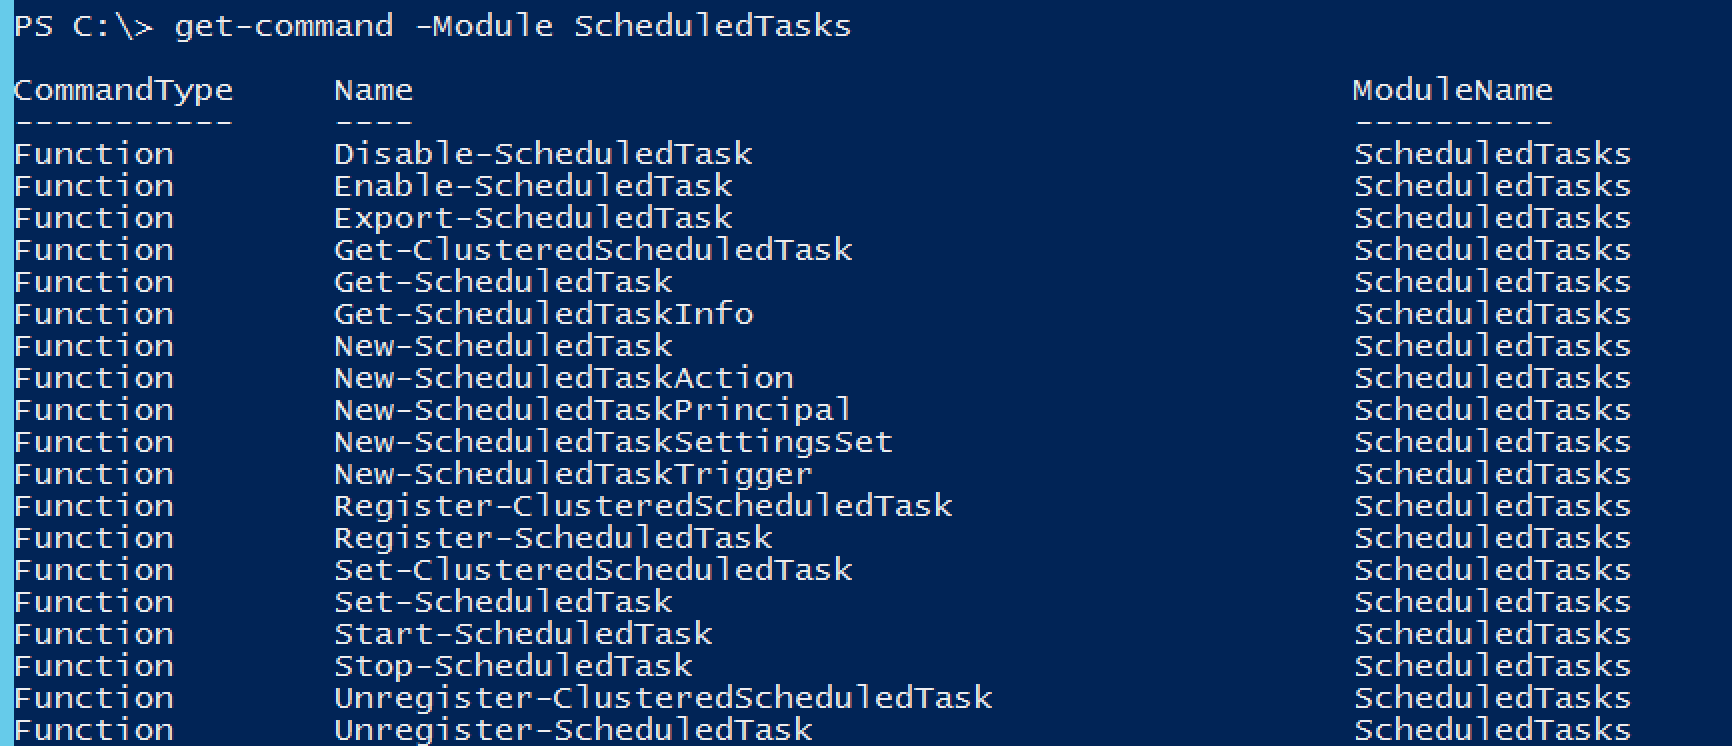 PS C:\> get-command -Module ScheduledTasks
CommandType Name ModuleName
----------- ---- ----------
Function Disable-ScheduledTask ScheduledTasks
Function Enable-ScheduledTask ScheduledTasks
Function Export-ScheduledTask ScheduledTasks
Function Get-ClusteredScheduledTask ScheduledTasks
Function Get-ScheduledTask ScheduledTasks
Function Get-ScheduledTaskInfo ScheduledTasks
Function New-ScheduledTask ScheduledTasks
Function New-ScheduledTaskAction ScheduledTasks
Function New-ScheduledTaskPrincipal ScheduledTasks
Function New-ScheduledTaskSettingsSet ScheduledTasks
Function New-ScheduledTaskTrigger ScheduledTasks
Function Register-ClusteredScheduledTask ScheduledTasks
Function Register-ScheduledTask ScheduledTasks
Function Set-ClusteredScheduledTask ScheduledTasks
Function Set-ScheduledTask ScheduledTasks
Function Start-ScheduledTask ScheduledTasks
Function Stop-ScheduledTask ScheduledTasks
Function Unregister-ClusteredScheduledTask ScheduledTasks
Function Unregister-ScheduledTask ScheduledTasks